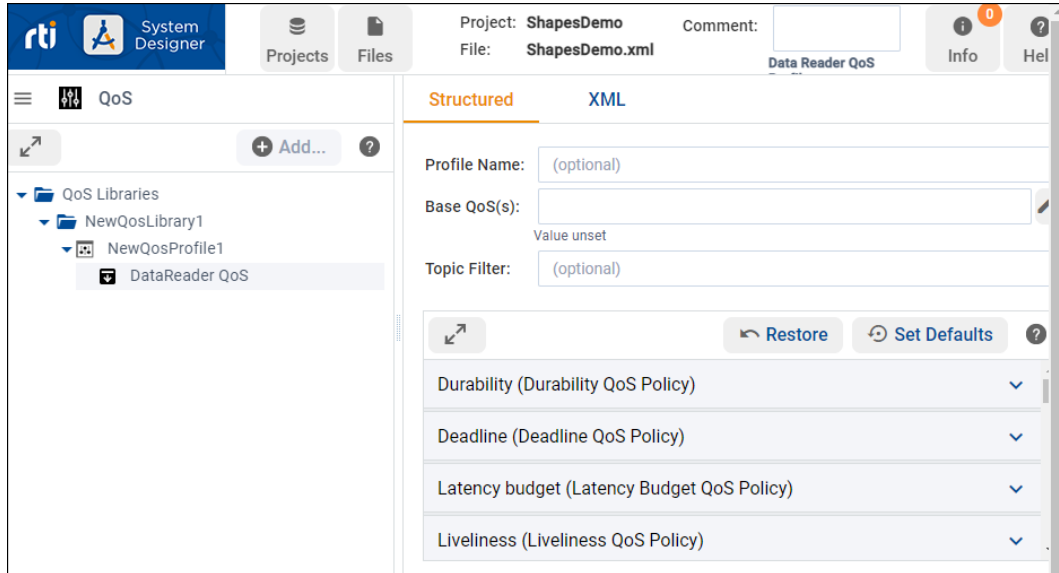 rti System Designer
Projects
Files
Project: ShapesDemo
File: ShapesDemo.xml
Comment:
Data Reader QoS
0
Info
Hel
QoS
Add...
?
QoS Libraries
NewQosLibrary1
NewQosProfile1
DataReader QoS
Structured XML
Profile Name: (optional)
Base QoS(s):
Value unset
Topic Filter: (optional)
Restore Set Defaults ?
Durability (Durability QoS Policy)
Deadline (Deadline QoS Policy)
Latency budget (Latency Budget QoS Policy)
Liveliness (Liveliness QoS Policy)